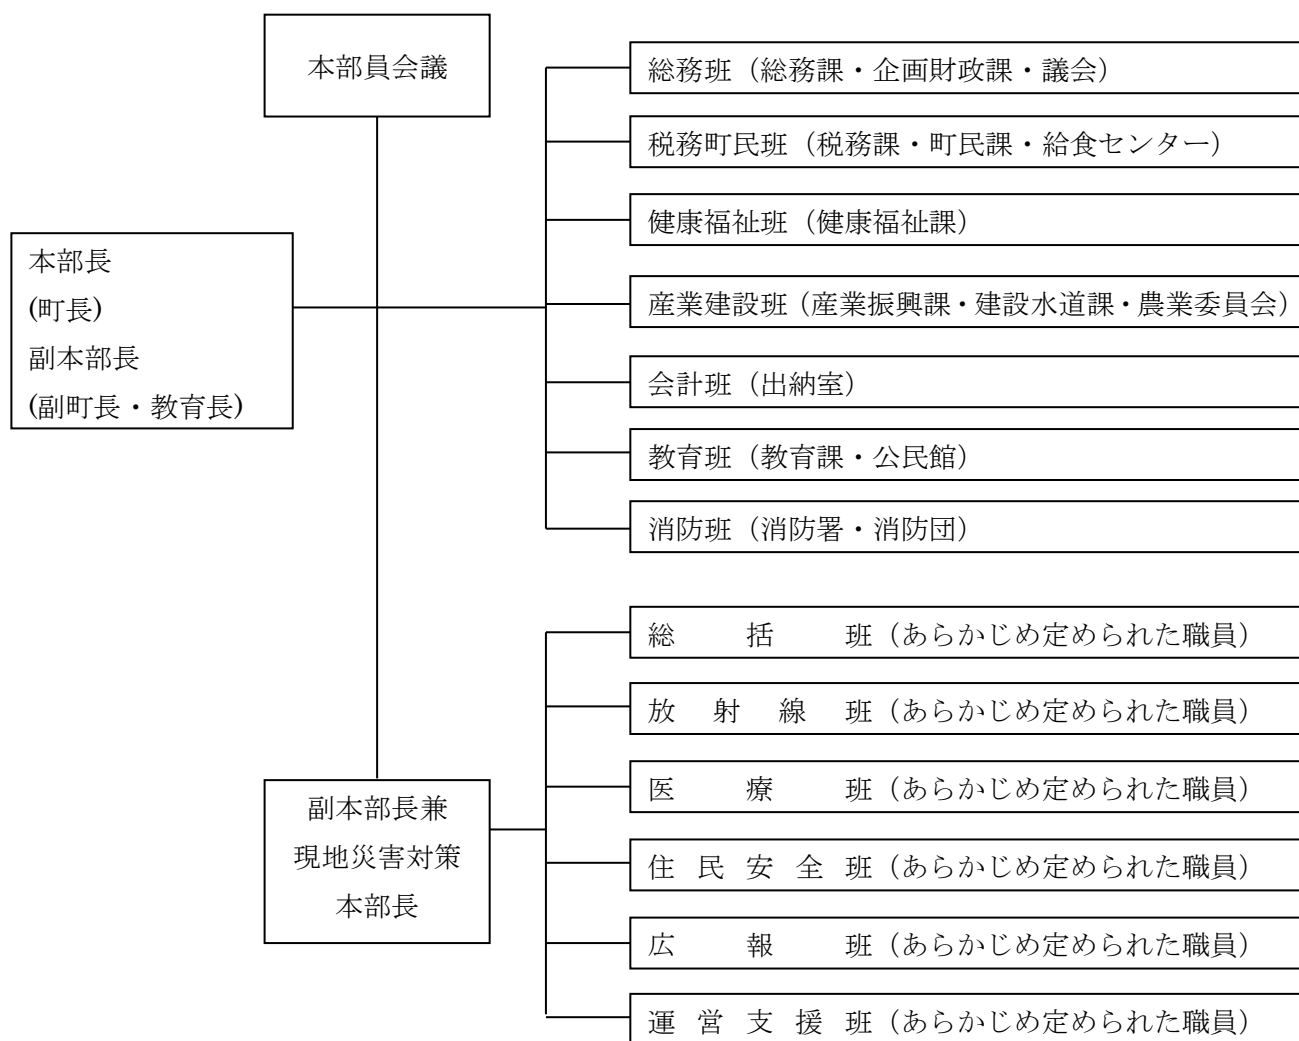 本部員会議
本部長
(町長)
副本部長
(副町長・教育長)
総務班（総務課・企画財政課・議会）
税務町民班（税務課・町民課・給食センター）
健康福祉班（健康福祉課）
産業建設班（産業振興課・建設水道課・農業委員会）
会計班（出納室）
教育班（教育課・公民館）
消防班（消防署・消防団）
副本部長兼
現地災害対策
本部長
総括班（あらかじめ定められた職員）
放射線班（あらかじめ定められた職員）
医療班（あらかじめ定められた職員）
住民安全班（あらかじめ定められた職員）
広報班（あらかじめ定められた職員）
運営支援班（あらかじめ定められた職員）